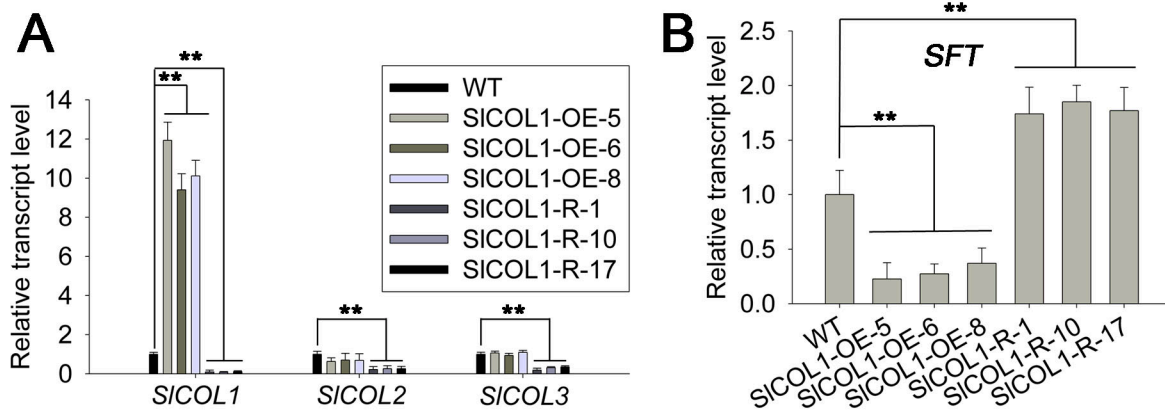 A
Relative transcript level
14
12
10
8
6
4
2
0
**
**
**
**
SlCOL1
SlCOL2
SlCOL3
WT
SlCOL1-OE-5
SlCOL1-OE-6
SlCOL1-OE-8
SlCOL1-R-1
SlCOL1-R-10
SlCOL1-R-17
B
Relative transcript level
2.5
2.0
1.5
1.0
0.5
0.0
**
SFT
**
WT
SlCOL1-OE-5
SlCOL1-OE-6
SlCOL1-OE-8
SlCOL1-R-1
SlCOL1-R-10
SlCOL1-R-17